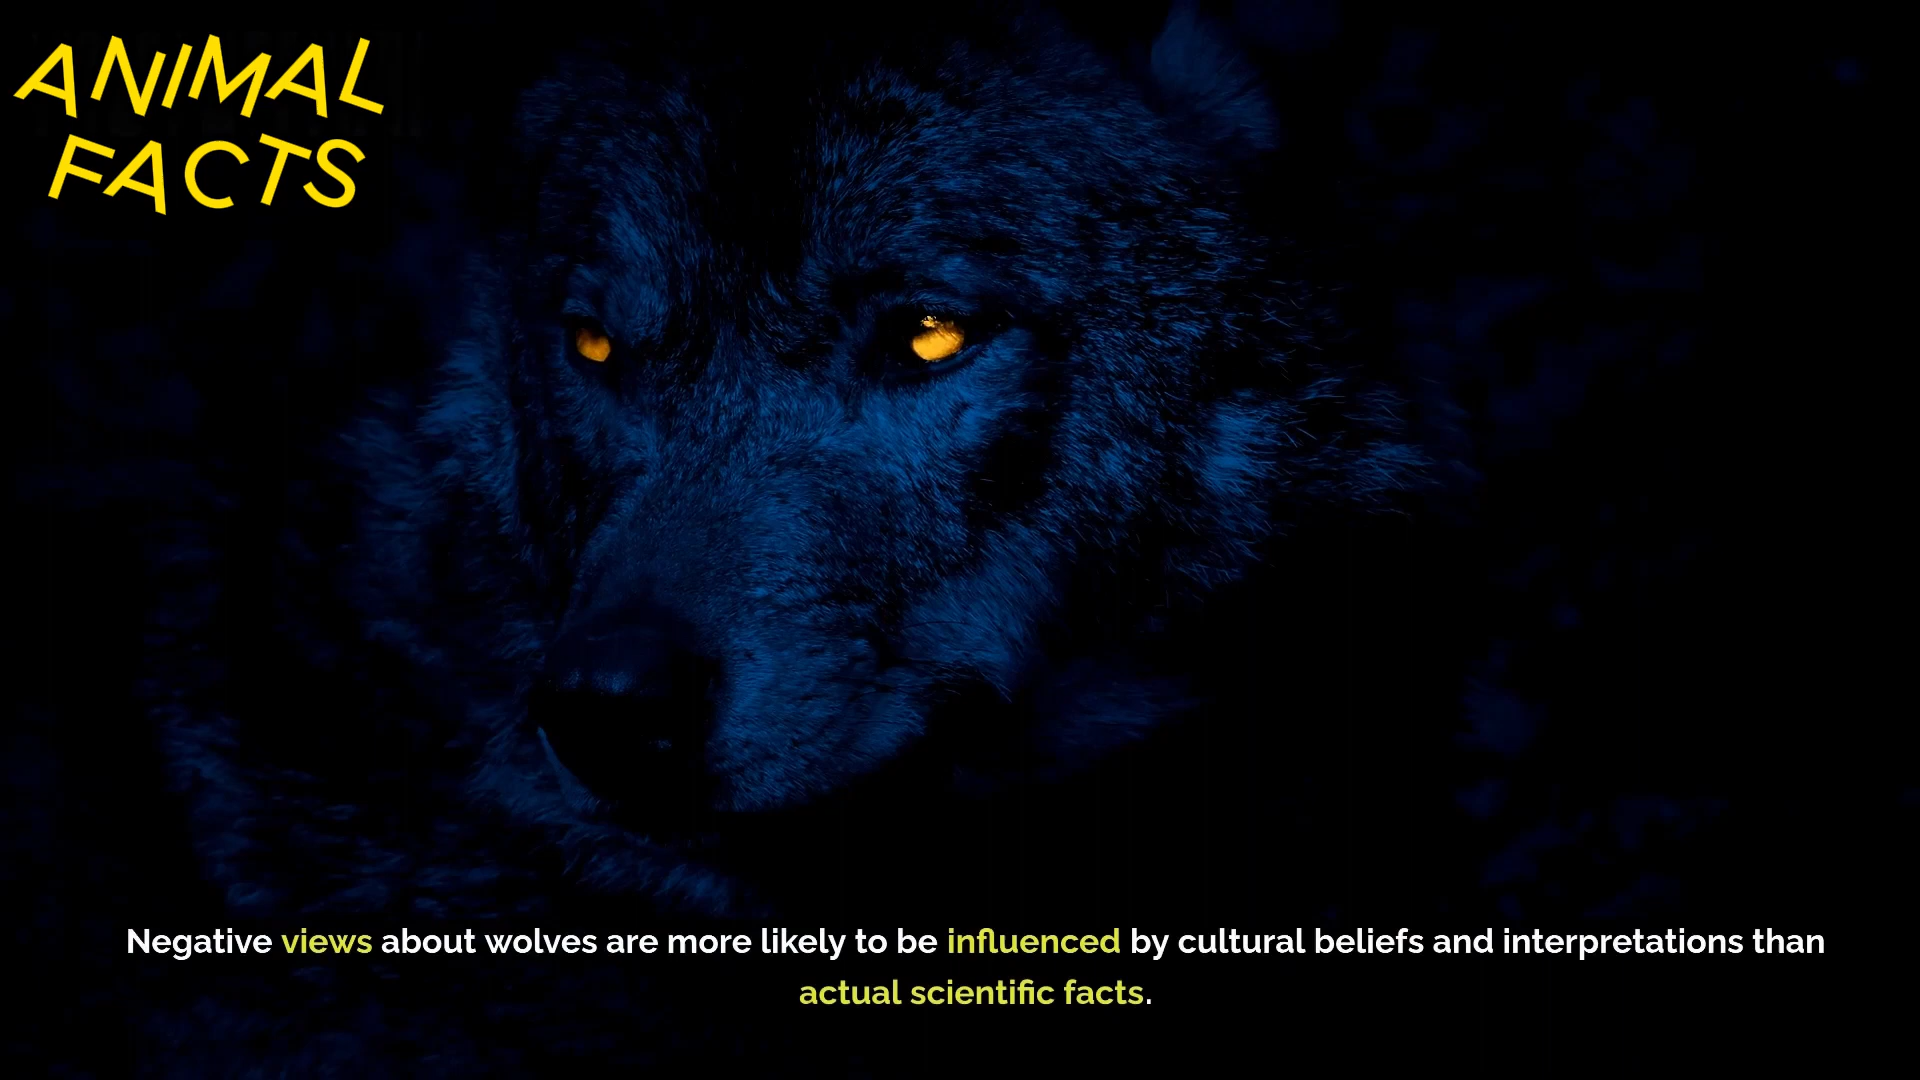 ANIMAL
FACTS
Negative views about wolves are more likely to be influenced by cultural beliefs and interpretations than
actual scientific facts.